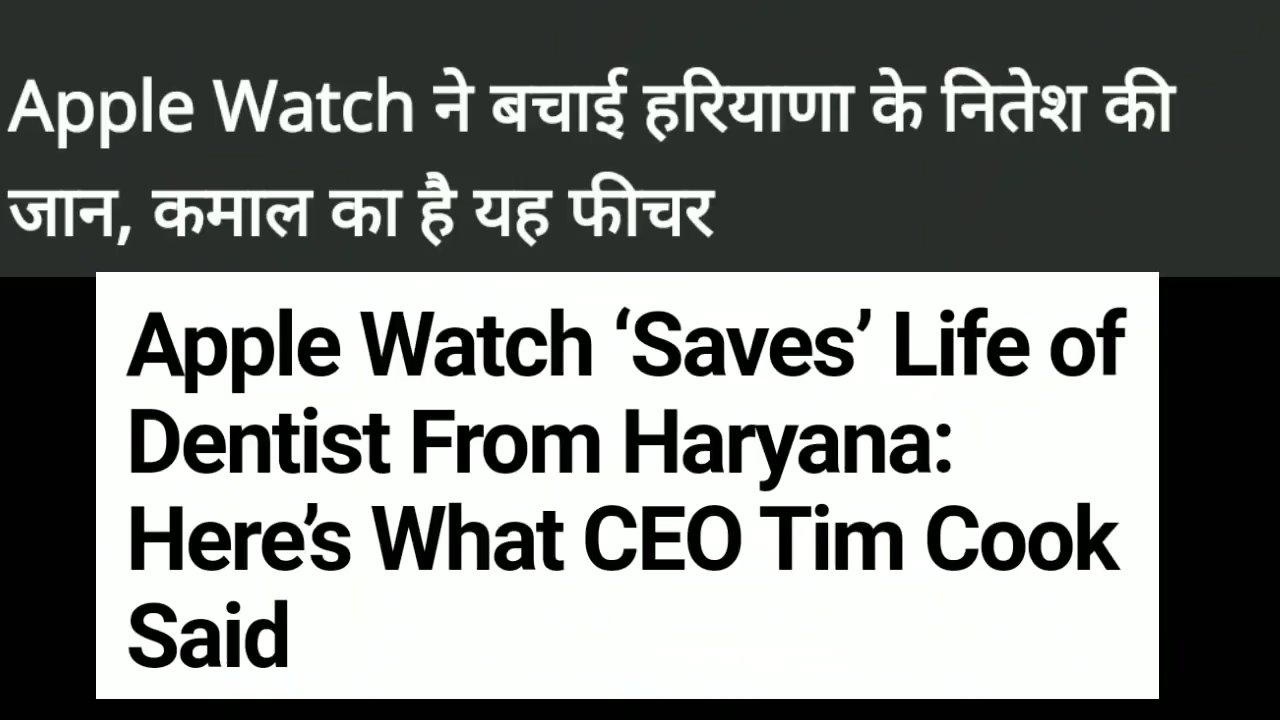 Apple Watch ने बचाई हरियाणा के नितेश की
जान, कमाल का है यह फीचर
Apple Watch ‘Saves’ Life of
Dentist From Haryana:
Here’s What CEO Tim Cook
Said